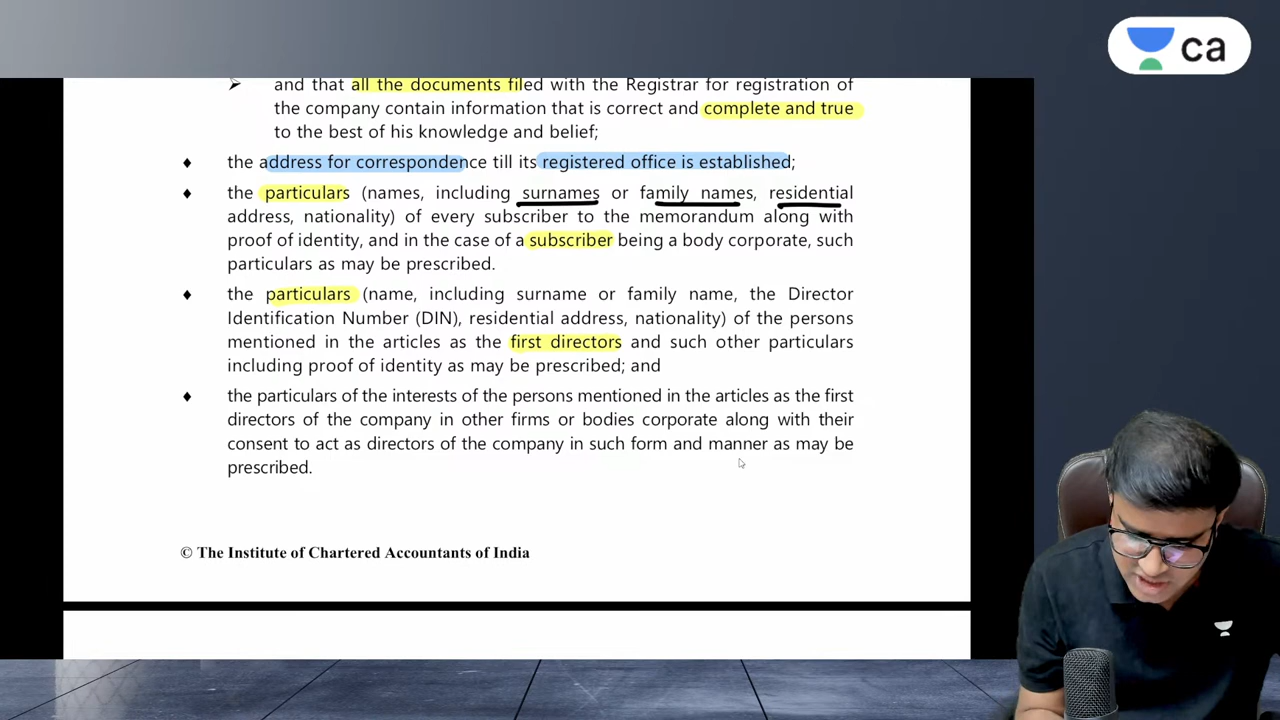 ca
➢ and that all the documents filed with the Registrar for registration of
the company contain information that is correct and complete and true
to the best of his knowledge and belief;
♦ the address for correspondence till its registered office is established;
♦ the particulars (names, including surnames or family names, residential
address, nationality) of every subscriber to the memorandum along with
proof of identity, and in the case of a subscriber being a body corporate, such
particulars as may be prescribed.
♦ the particulars (name, including surname or family name, the Director
Identification Number (DIN), residential address, nationality) of the persons
mentioned in the articles as the first directors and such other particulars
including proof of identity as may be prescribed; and
♦ the particulars of the interests of the persons mentioned in the articles as the first
directors of the company in other firms or bodies corporate along with their
consent to act as directors of the company in such form and manner as may be
prescribed.
© The Institute of Chartered Accountants of India